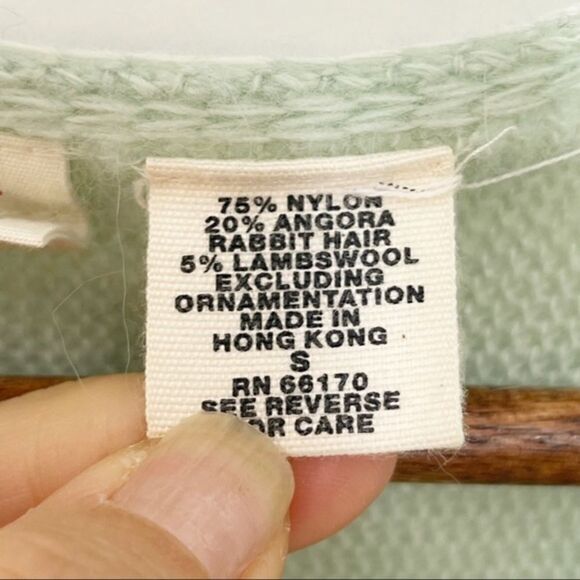 75% NYLON
20% ANGORA
RABBIT HAIR
5% LAMBSWOOL
EXCLUDING
ORNAMENTATION
MADE IN
HONG KONG
S
RN 66170
SEE REVERSE
FOR CARE